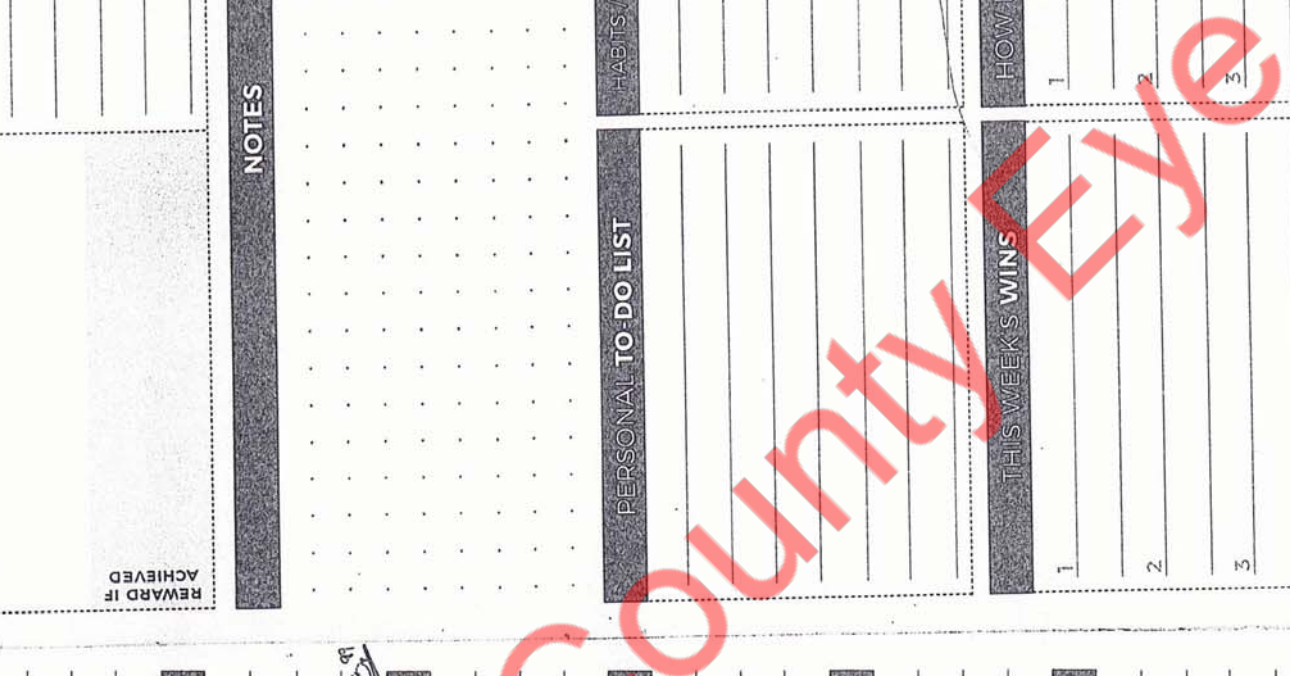 NOTES
HABITS/
HOW
1
2
3
PERSONAL TO-DO LIST
THIS WEEK'S WINS
1
2
3
REWARD IF
ACHIEVED
County Eye